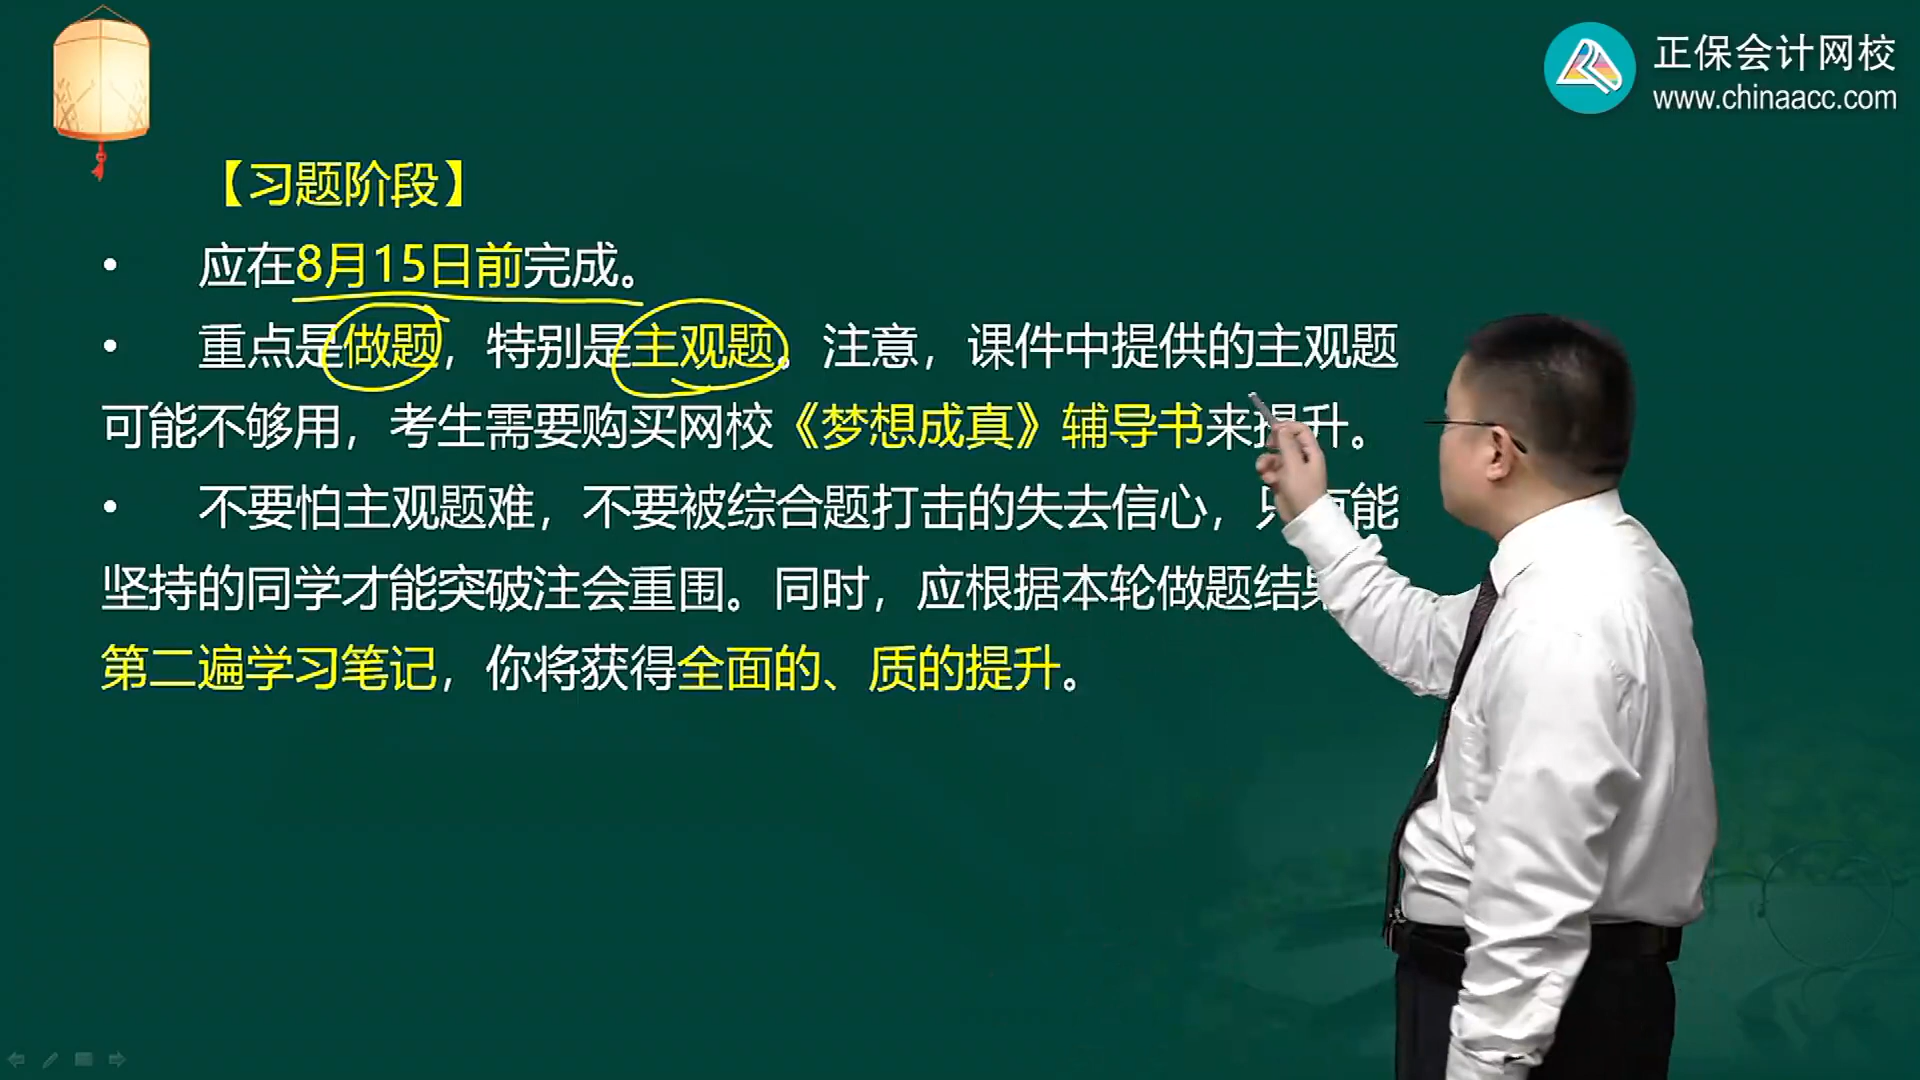 正保会计网校
www.chinaacc.com
【习题阶段】
• 应在8月15日前完成。
• 重点是做题，特别是主观题。注意，课件中提供的主观题
可能不够用，考生需要购买网校《梦想成真》辅导书来提升。
• 不要怕主观题难，不要被综合题打击的失去信心，只有能
坚持的同学才能突破注会重围。同时，应根据本轮做题结果
第二遍学习笔记，你将获得全面的、质的提升。